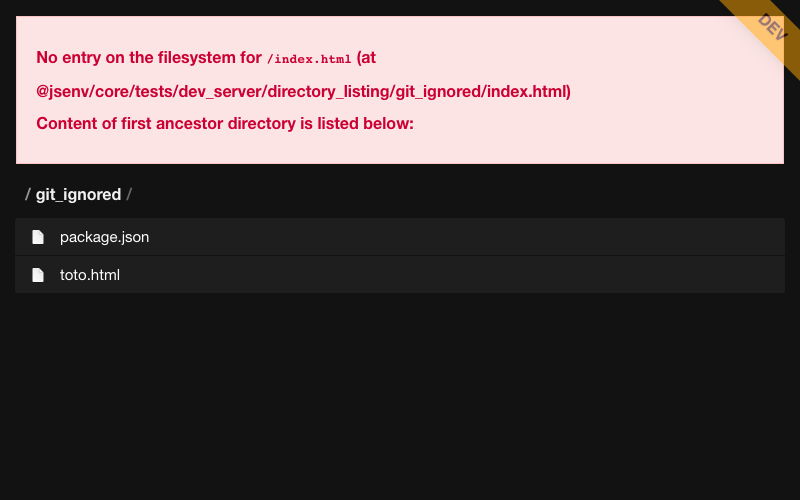 DEV
No entry on the filesystem for /index.html (at
@jsenv/core/tests/dev_server/directory_listing/git_ignored/index.html)
Content of first ancestor directory is listed below:
/ git_ignored /
package.json
toto.html